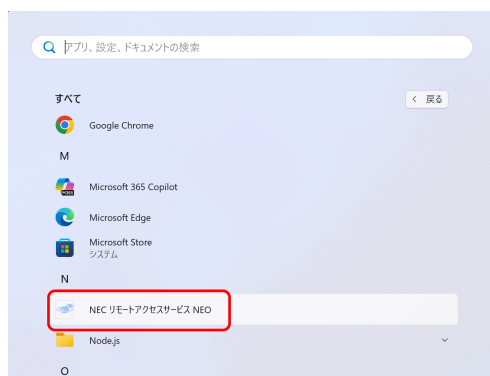 アプリ、設定、ドキュメントの検索
すべて
< 戻る
Google Chrome
M
Microsoft 365 Copilot
Microsoft Edge
Microsoft Store
システム
N
NEC リモートアクセスサービス NEO
Node.js
O